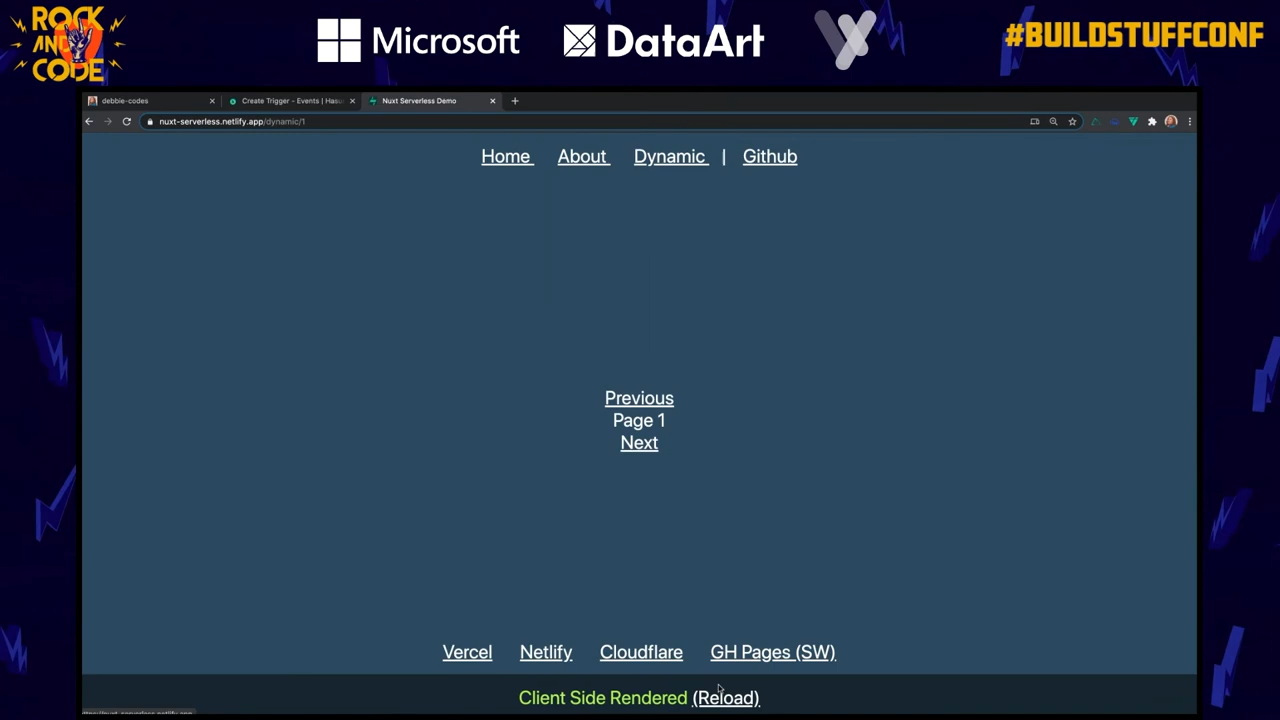 ROCK
AND
CODE
Microsoft
DataArt
#BUILDSTUFFCONF
debbie-codes
Create Trigger - Events | Hasu
Nuxt Serverless Demo
nuxt-serverless.netlify.app/dynamic/1
Home About Dynamic | Github
Previous
Page 1
Next
Vercel Netlify Cloudflare GH Pages (SW)
Client Side Rendered (Reload)